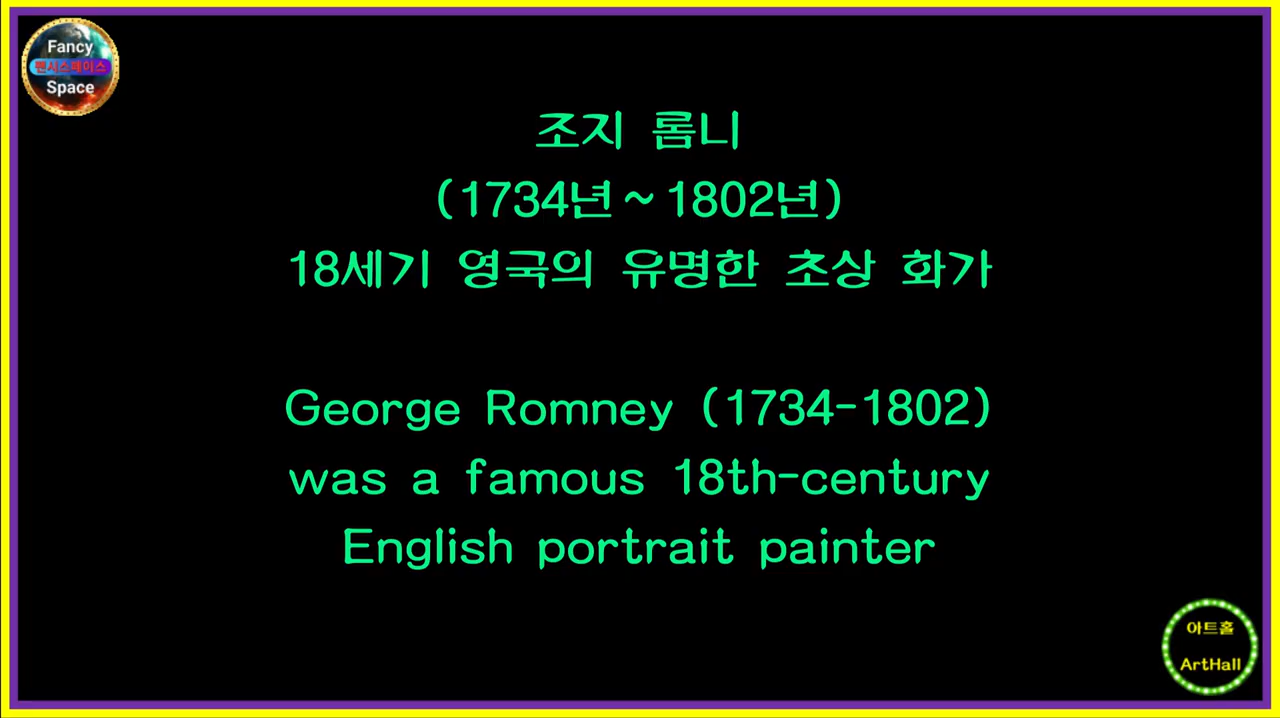 Fancy
팬시스페이스
Space
조지 롬니
(1734년~1802년)
18세기 영국의 유명한 초상 화가
George Romney (1734-1802)
was a famous 18th-century
English portrait painter
아트홀
ArtHall